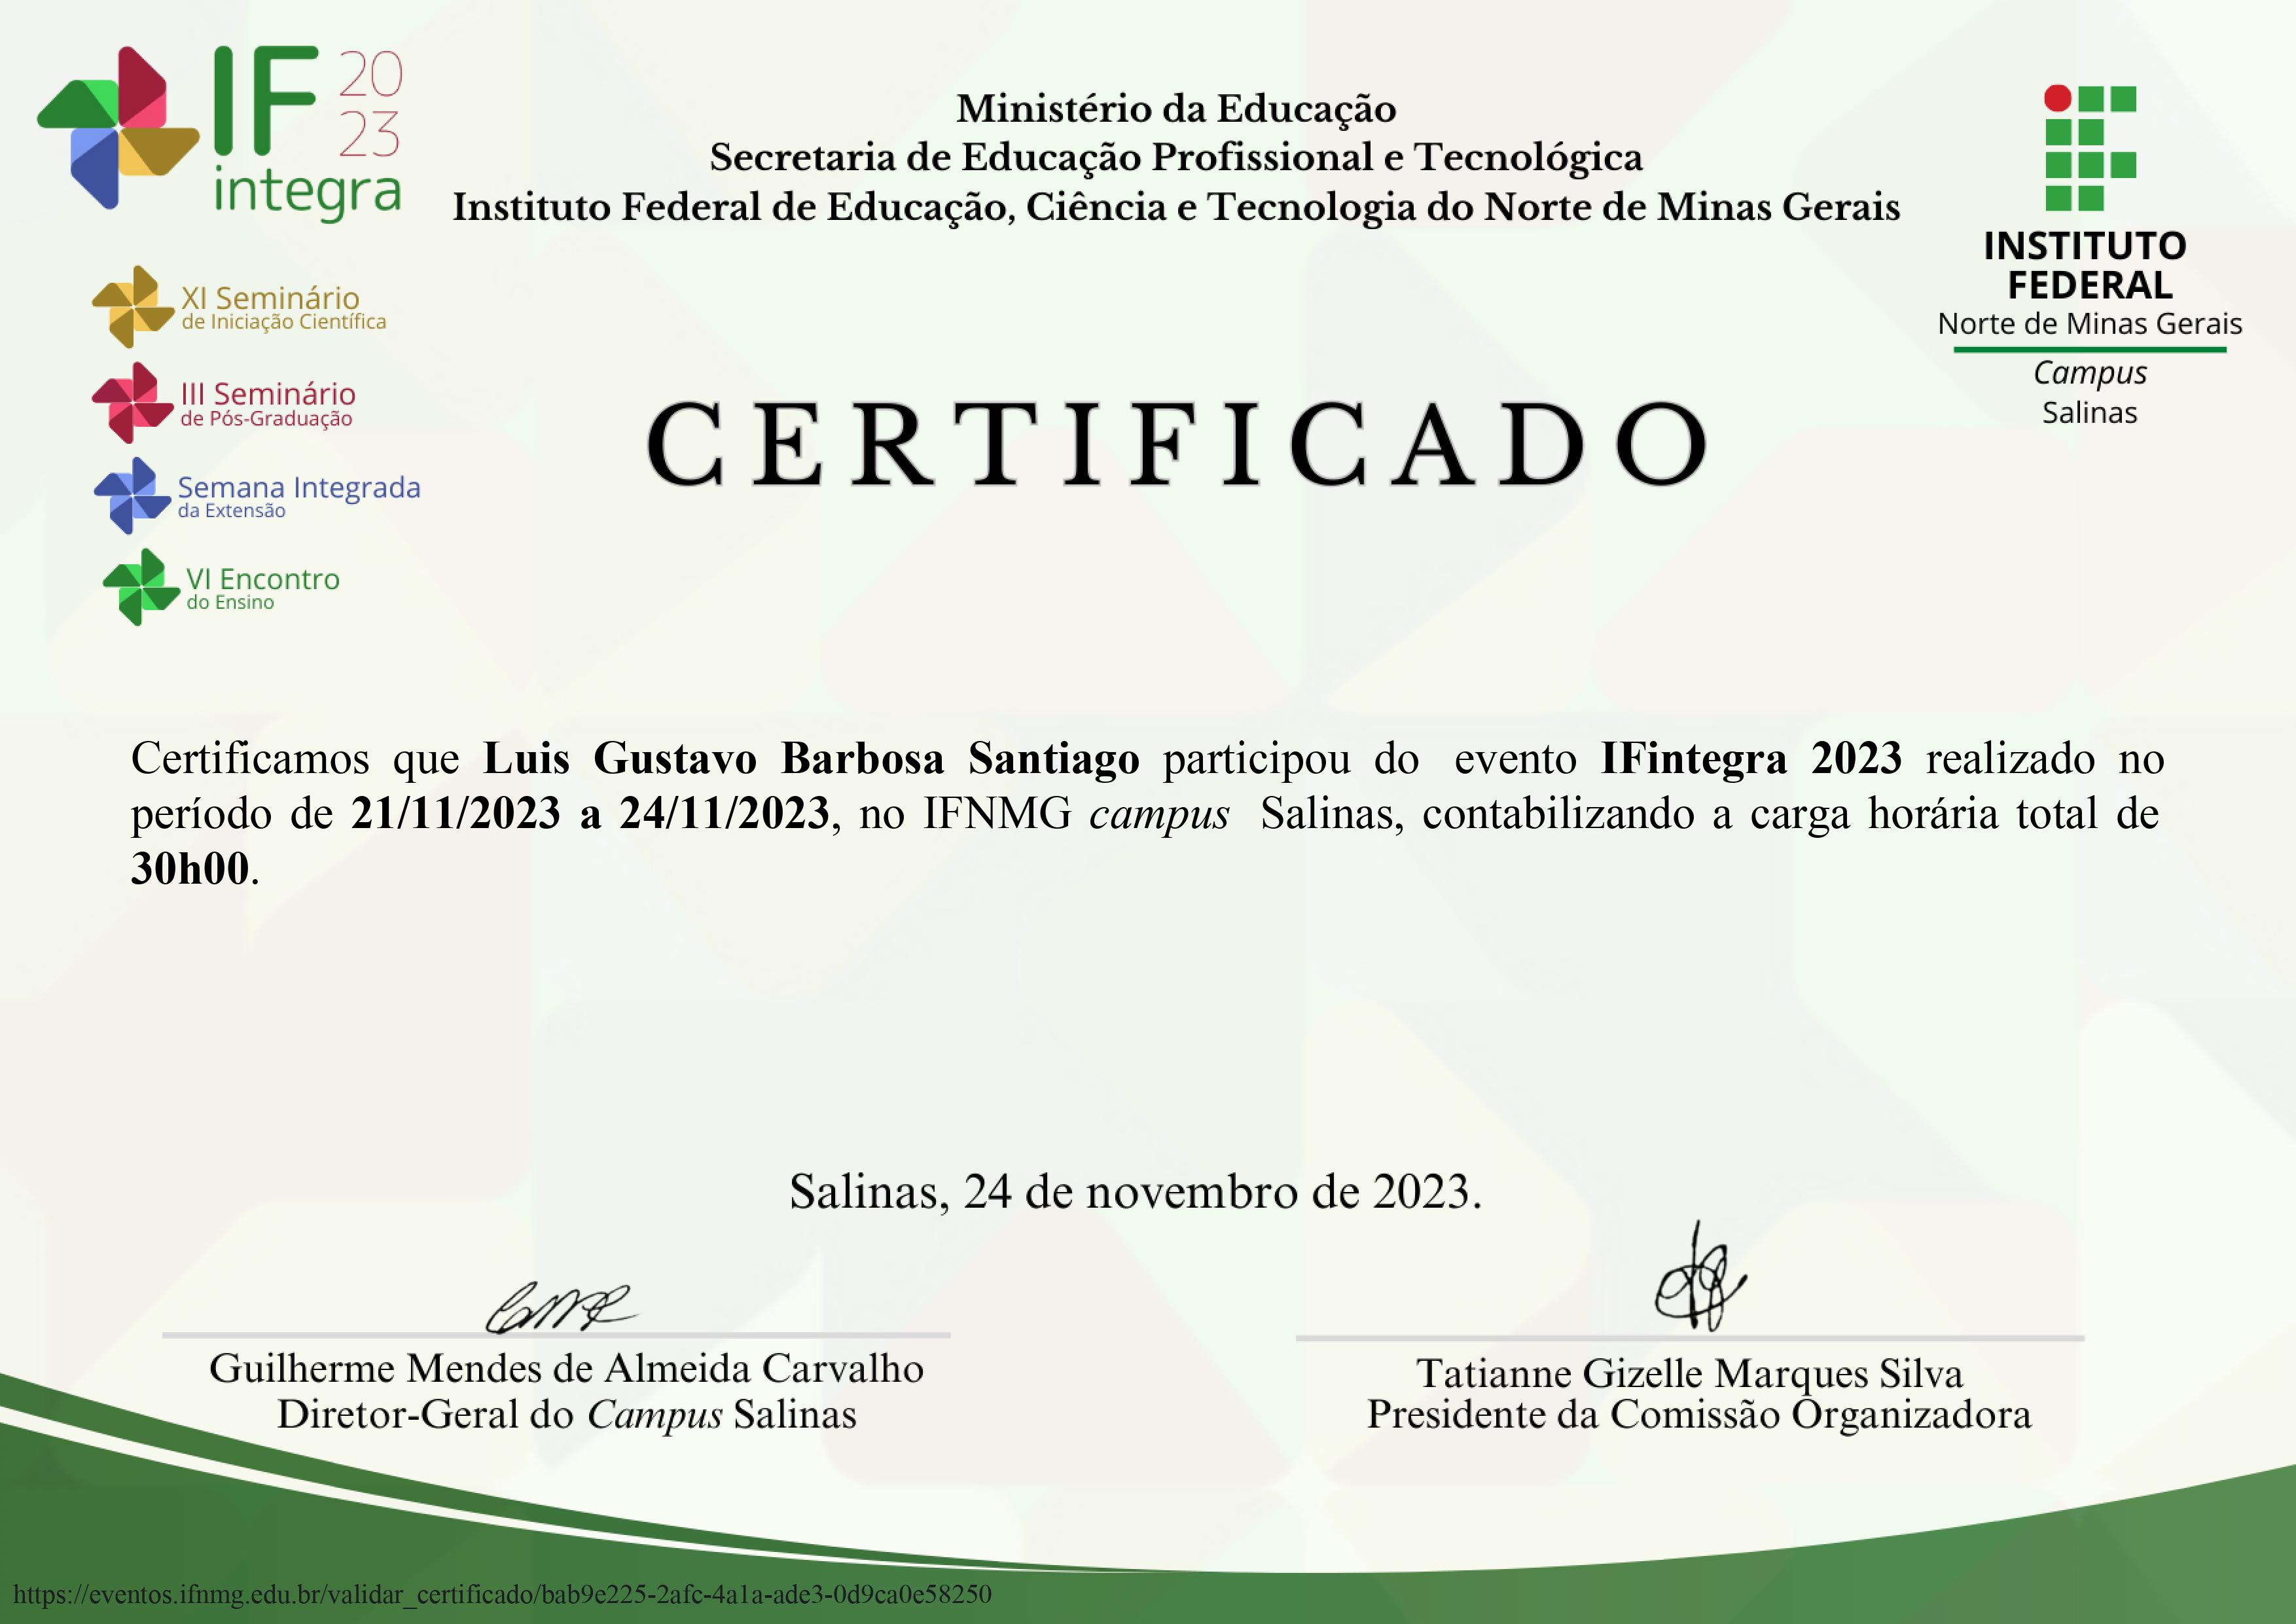 IF 2023
integra
Ministério da Educação
Secretaria de Educação Profissional e Tecnológica
Instituto Federal de Educação, Ciência e Tecnologia do Norte de Minas Gerais
INSTITUTO
FEDERAL
Norte de Minas Gerais
Campus
Salinas
XI Seminário
de Iniciação Científica
III Seminário
de Pós-Graduação
Semana Integrada
da Extensão
VI Encontro
do Ensino
CERTIFICADO
Certificamos que Luis Gustavo Barbosa Santiago participou do evento IFintegra 2023 realizado no
período de 21/11/2023 a 24/11/2023, no IFNMG campus Salinas, contabilizando a carga horária total de
30h00.
Salinas, 24 de novembro de 2023.
Guilherme Mendes de Almeida Carvalho
Diretor-Geral do Campus Salinas
Tatianne Gizelle Marques Silva
Presidente da Comissão Organizadora
https://eventos.ifnmg.edu.br/validar_certificado/bab9e225-2afc-4a1a-ade3-0d9ca0e58250